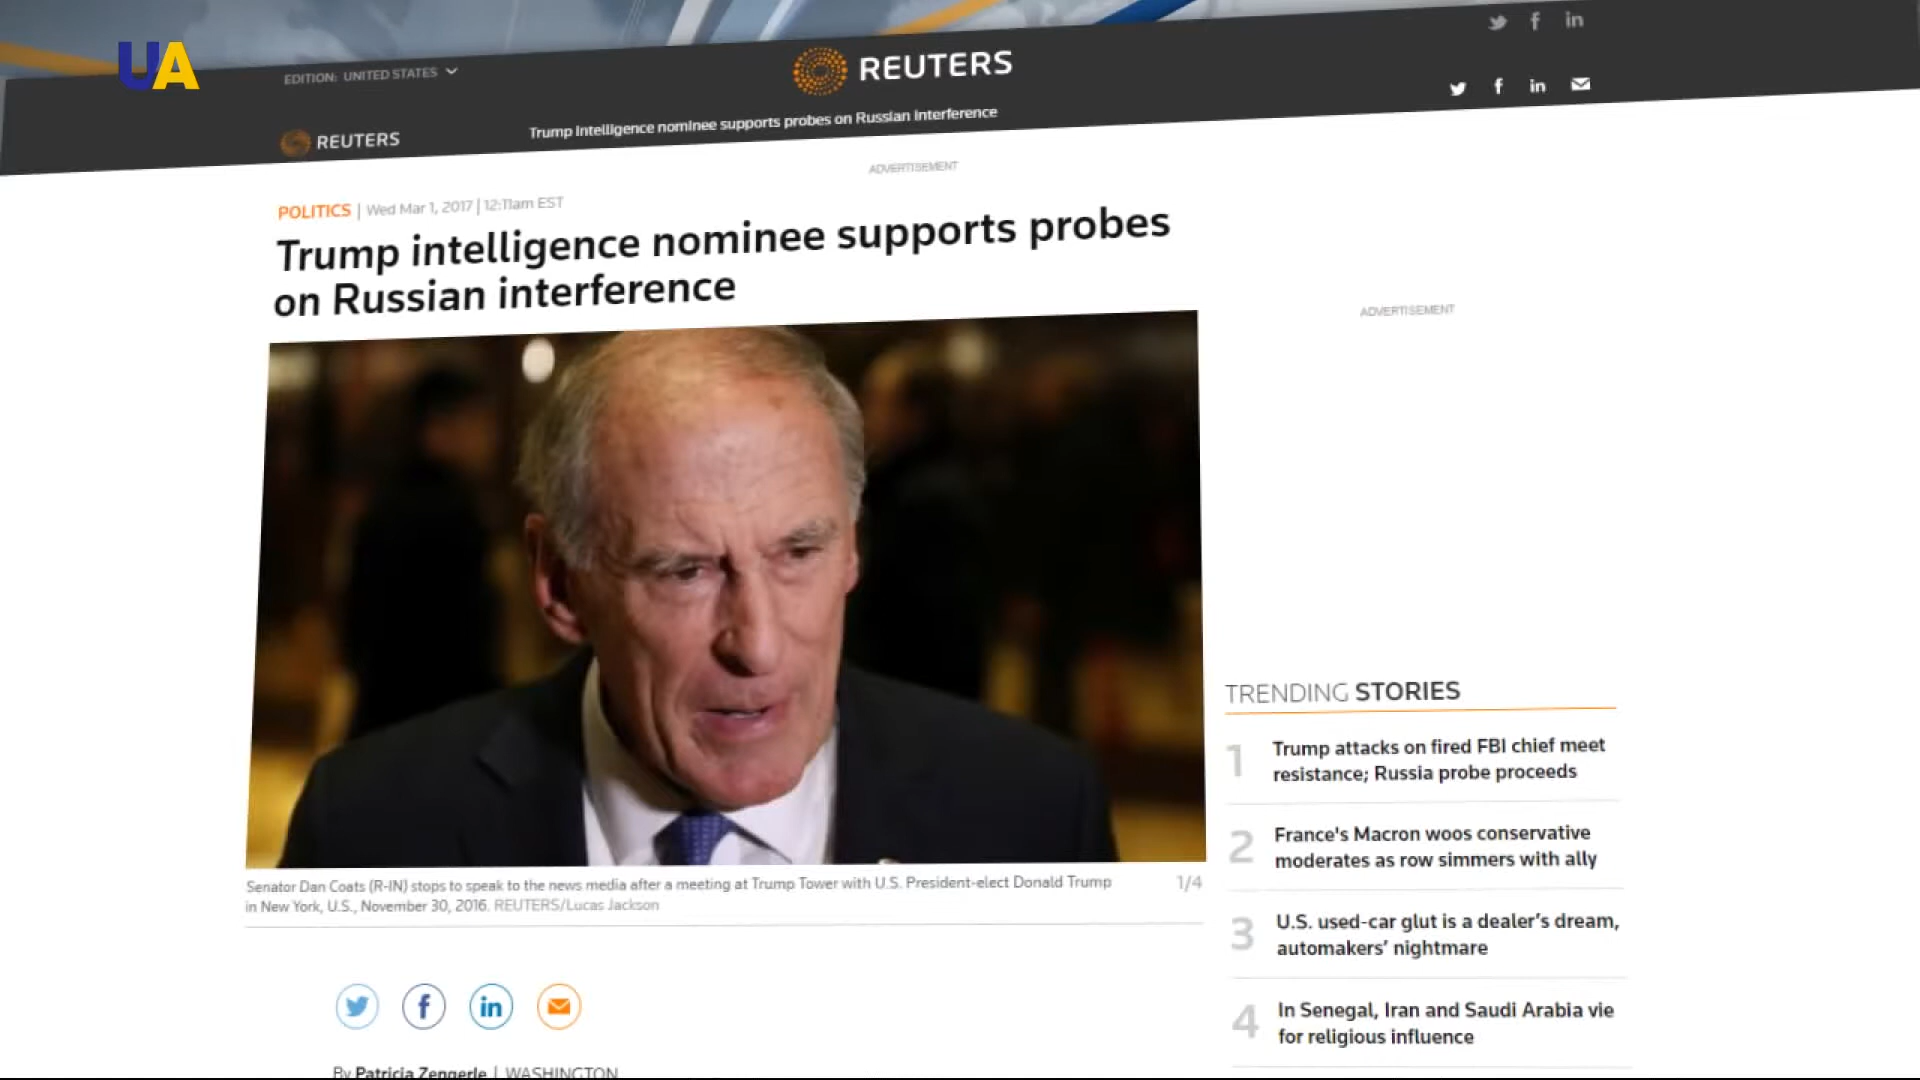 UA
EDITION: UNITED STATES
REUTERS
REUTERS
Trump intelligence nominee supports probes on Russian interference
ADVERTISEMENT
POLITICS | Wed Mar 1, 2017 | 12:11am EST
Trump intelligence nominee supports probes
on Russian interference
ADVERTISEMENT
Senator Dan Coats (R-IN) stops to speak to the news media after a meeting at Trump Tower with U.S. President-elect Donald Trump
in New York, U.S., November 30, 2016. REUTERS/Lucas Jackson
1/4
By Patricia Zengerle | WASHINGTON
TRENDING STORIES
1 Trump attacks on fired FBI chief meet
resistance; Russia probe proceeds
2 France's Macron woos conservative
moderates as row simmers with ally
3 U.S. used-car glut is a dealer's dream,
automakers' nightmare
4 In Senegal, Iran and Saudi Arabia vie
for religious influence